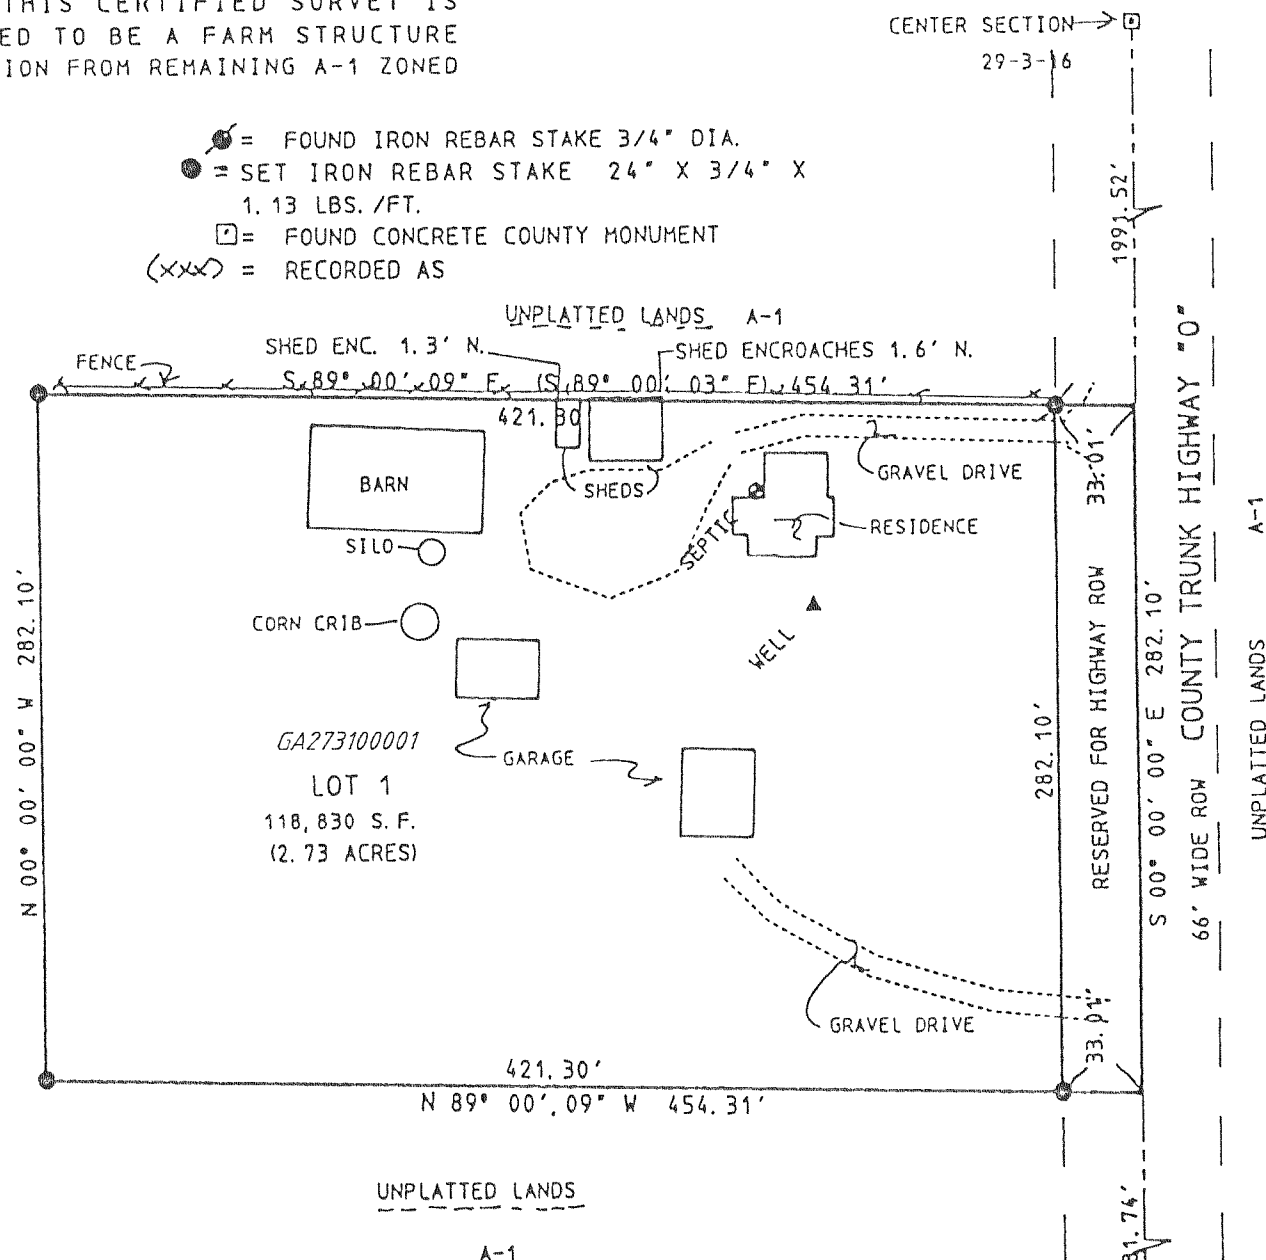 THIS CERTIFIED SURVEY IS
ED TO BE A FARM STRUCTURE
ION FROM REMAINING A-1 ZONED
CENTER SECTION
29-3-16
= FOUND IRON REBAR STAKE 3/4" DIA.
= SET IRON REBAR STAKE 24" X 3/4" X
1.13 LBS./FT.
= FOUND CONCRETE COUNTY MONUMENT
(XXX) = RECORDED AS
1991.52'
UNPLATTED LANDS A-1
SHED ENC. 1.3' N.
SHED ENCROACHES 1.6' N.
FENCE
S 89° 00' 09" E (S 89° 00' 03" E) 454.31'
421.30
33.01'
BARN
SHEDS
GRAVEL DRIVE
SILO
SEPTIC
RESIDENCE
CORN CRIB
WELL
N 00° 00' 00" W 282.10'
282.10'
RESERVED FOR HIGHWAY ROW
S 00° 00' 00" E 282.10'
66' WIDE ROW COUNTY TRUNK HIGHWAY "O"
UNPLATTED LANDS A-1
GA273100001
GARAGE
LOT 1
118,830 S.F.
(2.73 ACRES)
GRAVEL DRIVE
33.01'
421.30'
N 89° 00' 09" W 454.31'
UNPLATTED LANDS
A-1
31.74'